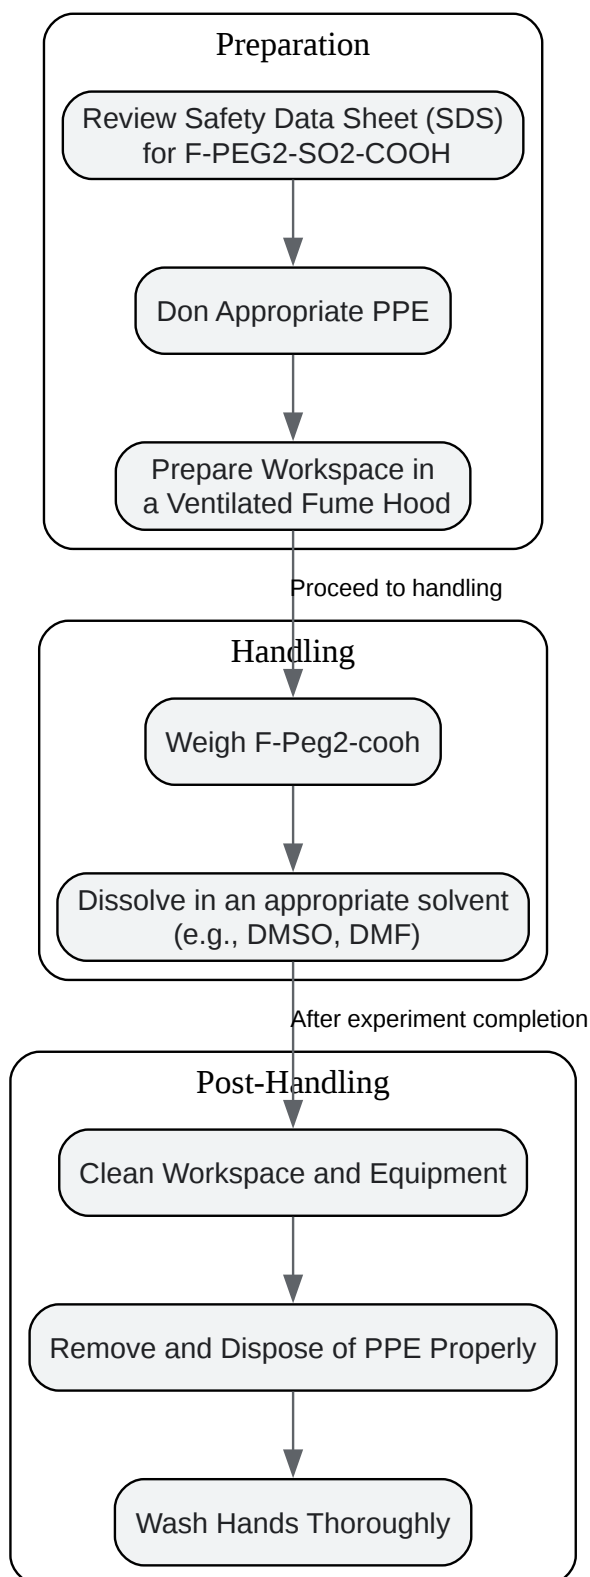 Preparation
Review Safety Data Sheet (SDS)
for F-PEG2-SO2-COOH
Don Appropriate PPE
Prepare Workspace in
a Ventilated Fume Hood
Proceed to handling
Handling
Weigh F-Peg2-cooh
Dissolve in an appropriate solvent
(e.g., DMSO, DMF)
After experiment completion
Post-Handling
Clean Workspace and Equipment
Remove and Dispose of PPE Properly
Wash Hands Thoroughly